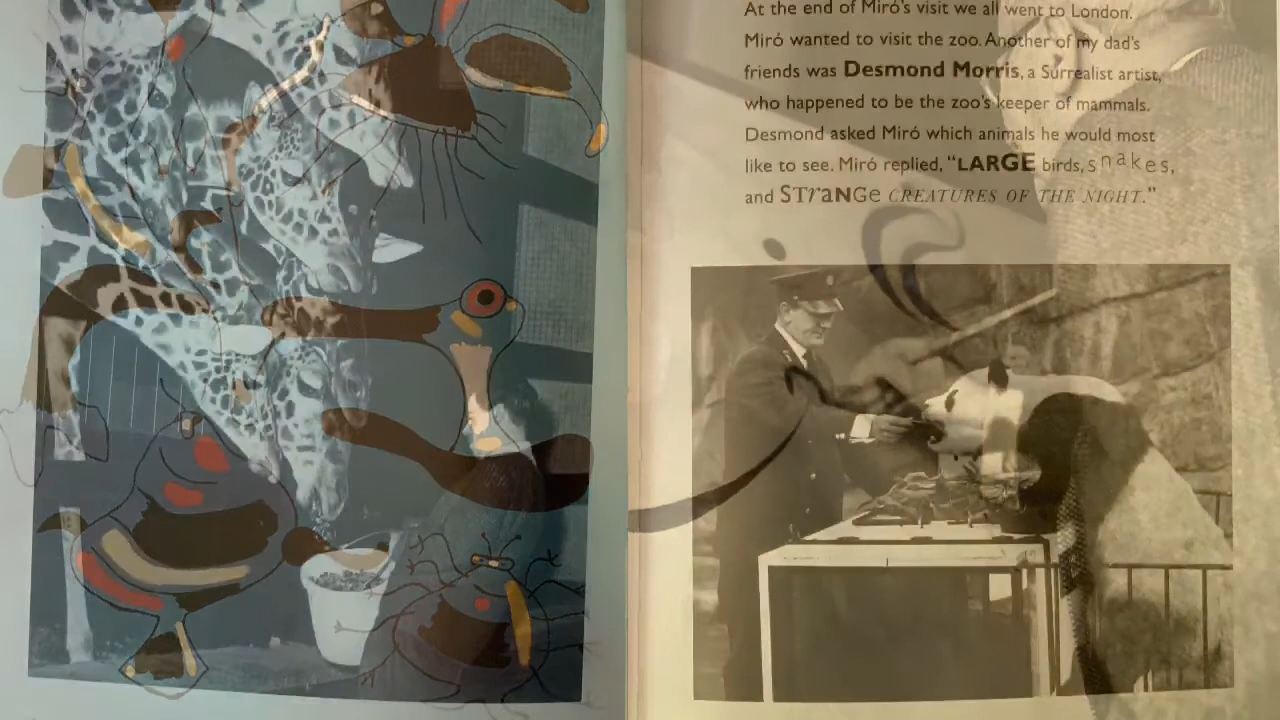 At the end of Miró's visit we all went to London.
Miró wanted to visit the zoo. Another of my dad's
friends was Desmond Morris, a Surrealist artist,
who happened to be the zoo's keeper of mammals.
Desmond asked Miró which animals he would most
like to see. Miró replied, "LARGE birds, snakes,
and STraNGe CREATURES OF THE NIGHT."